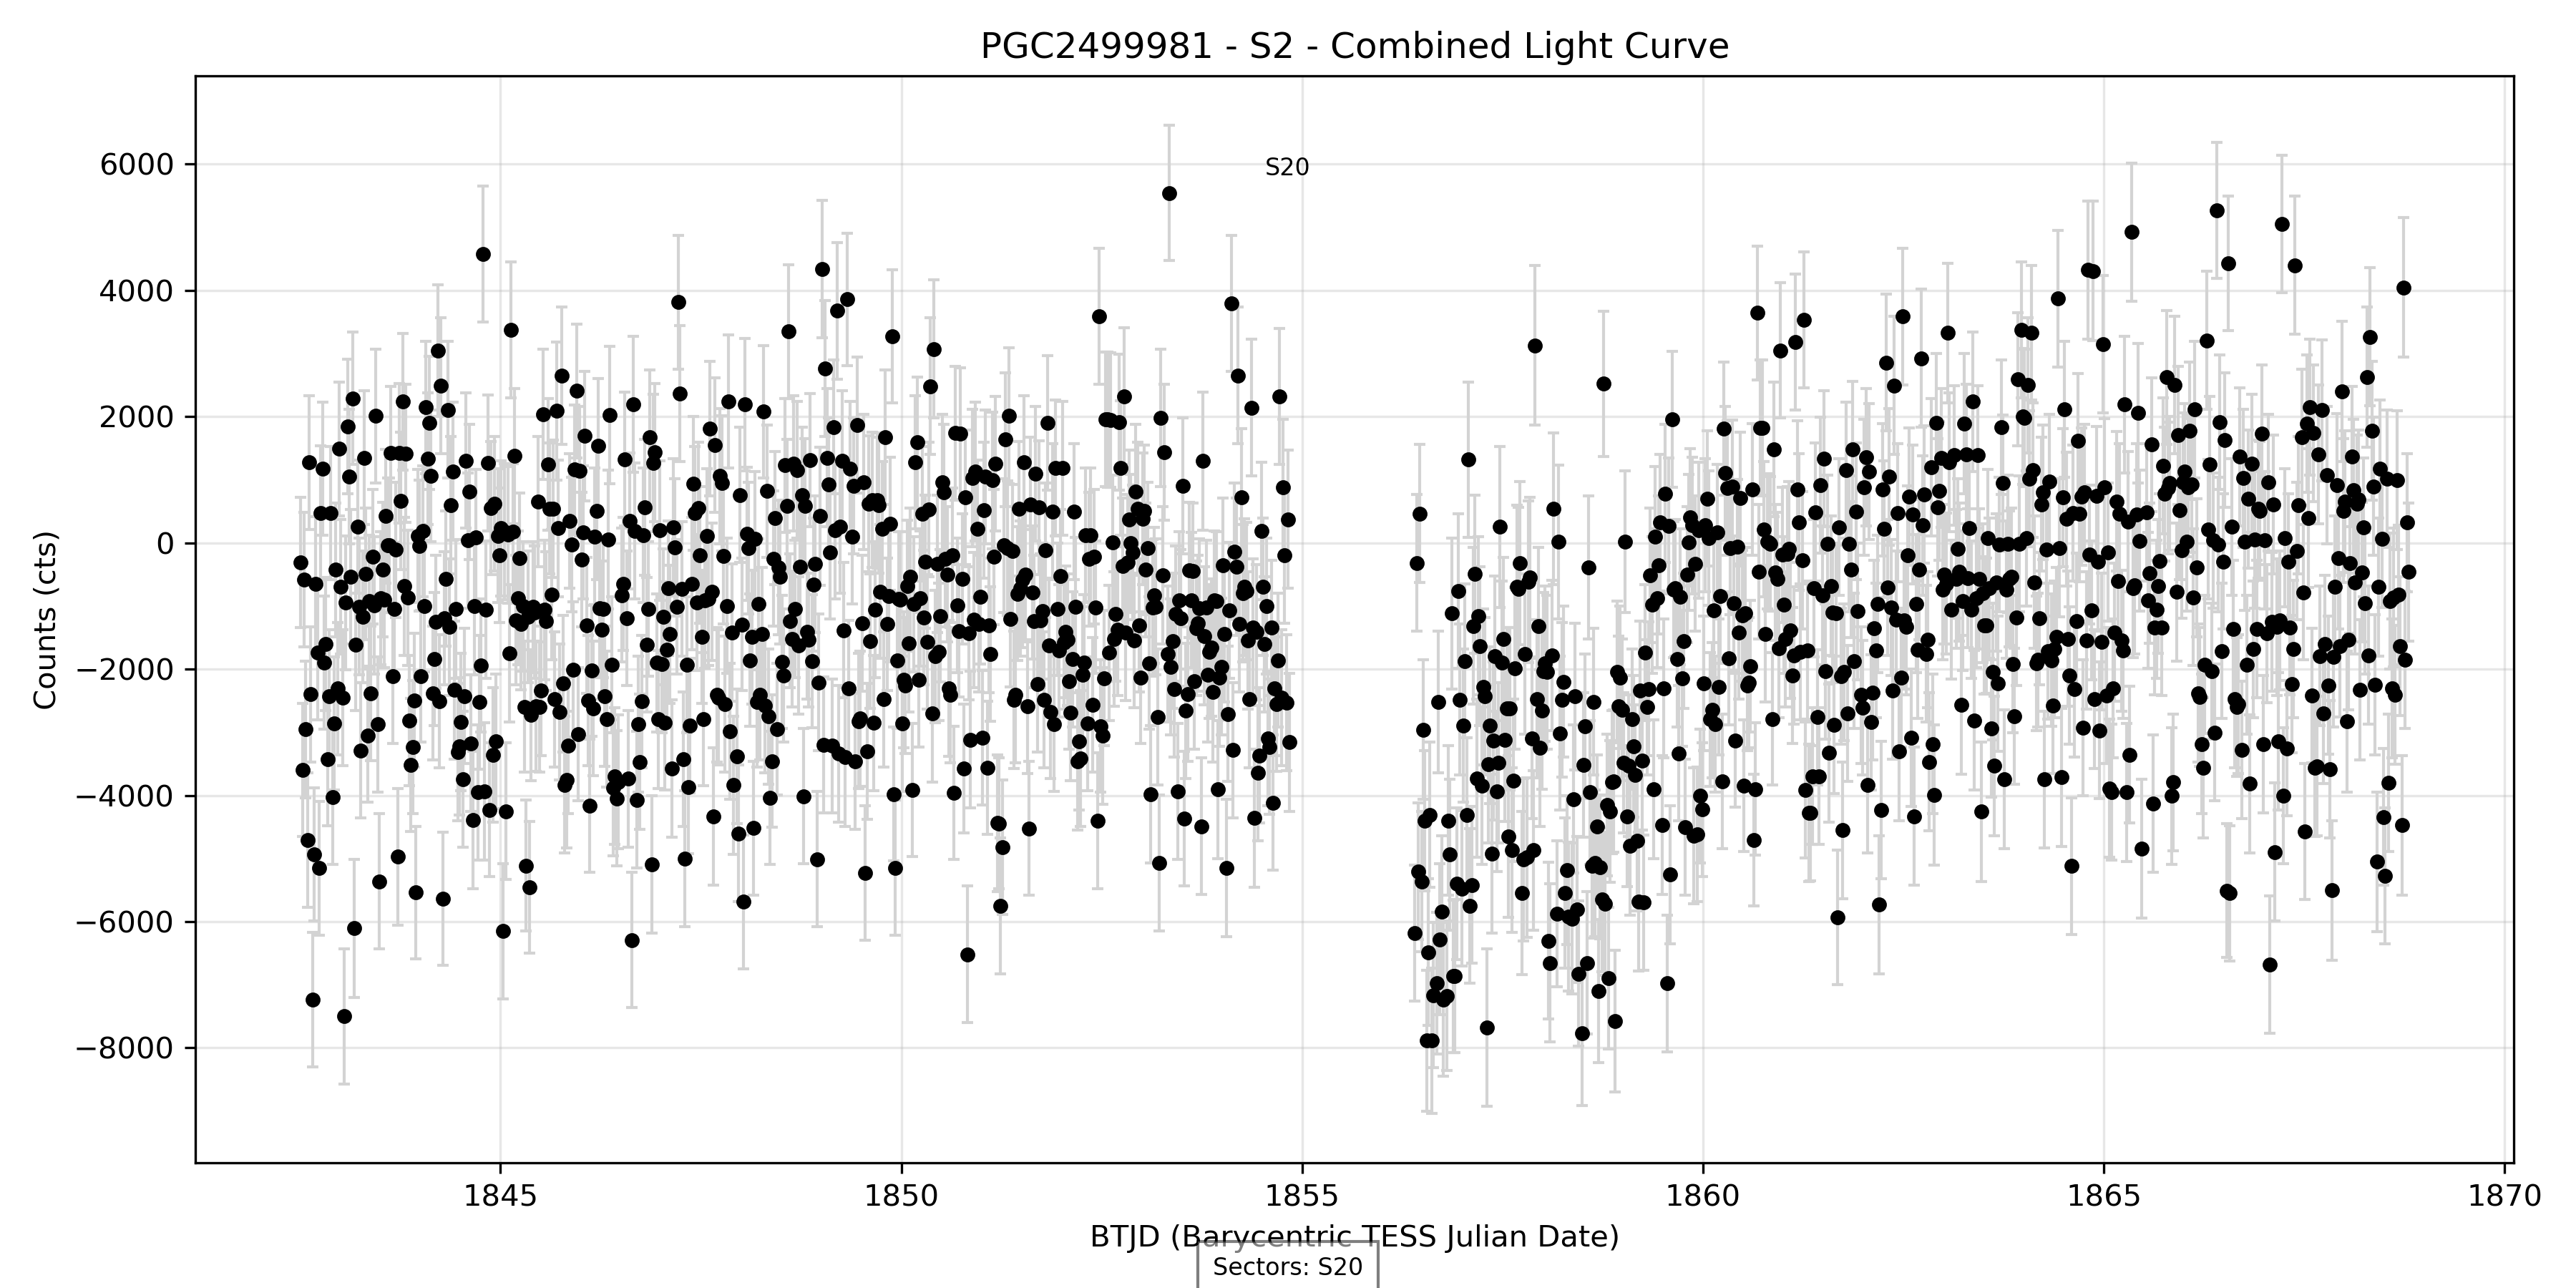 PGC2499981 - S2 - Combined Light Curve
Counts (cts)
6000
4000
2000
0
−2000
−4000
−6000
−8000
S20
1845
1850
1855
1860
1865
1870
BTJD (Barycentric TESS Julian Date)
Sectors: S20